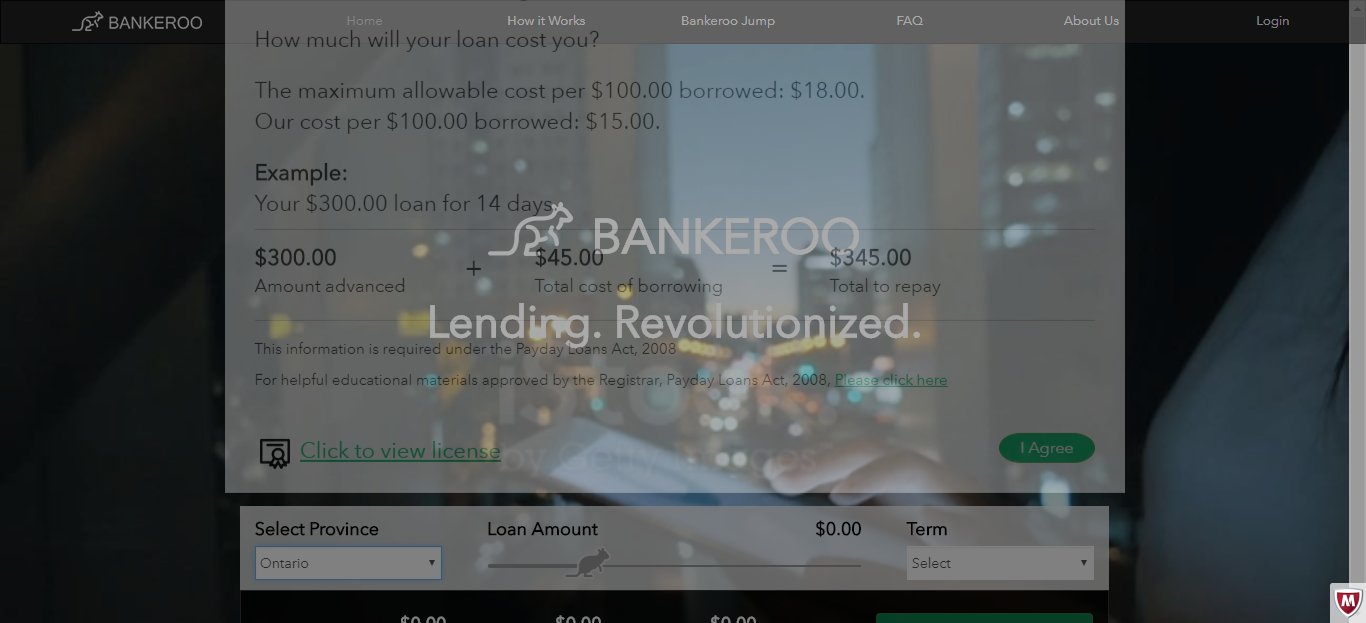 BANKEROO Home How it Works Bankeroo Jump FAQ About Us Login
How much will your loan cost you?
The maximum allowable cost per $100.00 borrowed: $18.00.
Our cost per $100.00 borrowed: $15.00.
Example:
Your $300.00 loan for 14 days
BANKEROO
$300.00 + $45.00 = $345.00
Amount advanced Total cost of borrowing Total to repay
Lending. Revolutionized.
This information is required under the Payday Loans Act, 2008
For helpful educational materials approved by the Registrar, Payday Loans Act, 2008, Please click here
iStock
Click to view license I Agree
by Getty Images
Select Province Loan Amount $0.00 Term
Ontario Select
$0.00 $0.00 $0.00